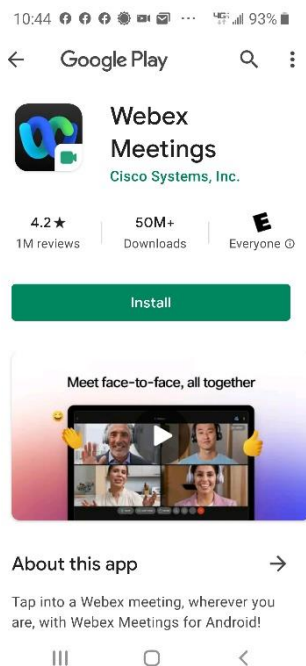 10:44 ··· 4G 93%
Google Play
Webex
Meetings
Cisco Systems, Inc.
4.2★ 50M+ E
1M reviews Downloads Everyone
Install
Meet face-to-face, all together
About this app
Tap into a Webex meeting, wherever you
are, with Webex Meetings for Android!